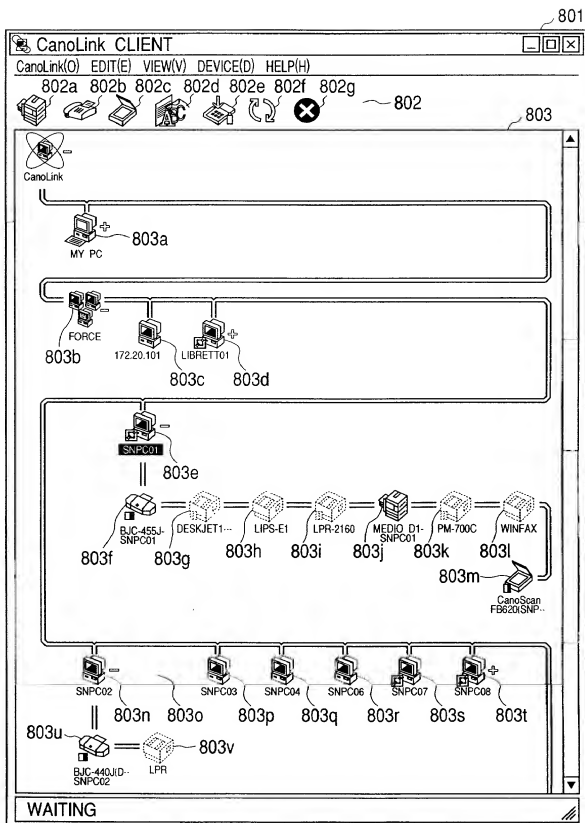 801
CanoLink CLIENT
CanoLink(O) EDIT(E) VIEW(V) DEVICE(D) HELP(H)
802a 802b 802c 802d 802e 802f 802g
802
803
CanoLink
803a
MY PC
FORCE
172.20.101 LIBRETT01
803b
803c 803d
SNPC01
803e
BJC-455J-
SNPC01
DESKJET1··· LIPS-E1 LPR-2160 MEDIO D1-
SNPC01
PM-700C WINFAX
803f 803g 803h 803i 803j 803k 803l
803m
CanoScan
FB620(SNP··
SNPC02 SNPC03 SNPC04 SNPC06 SNPC07 SNPC08
803n 803o 803p 803q 803r 803s 803t
803u
803v
BJC-440J(D··
SNPC02
LPR
WAITING